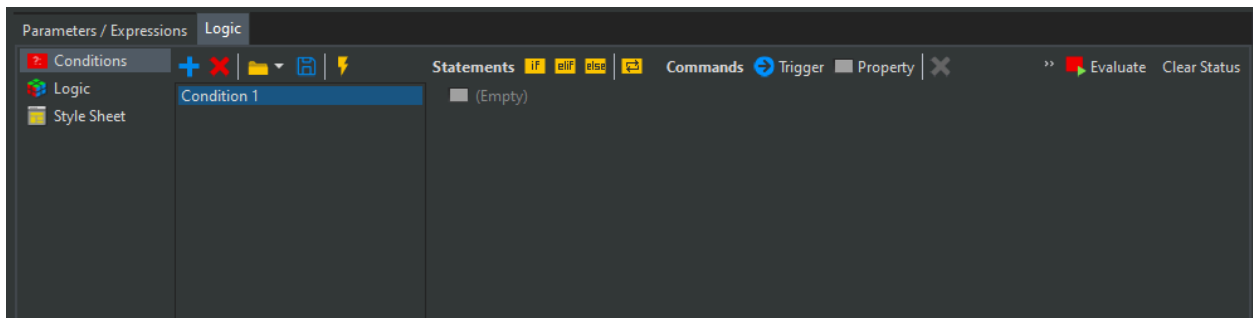 Parameters / Expressions Logic
?: Conditions
Statements if elif else Commands Trigger Property >> Evaluate Clear Status
Logic
Condition 1
(Empty)
Style Sheet